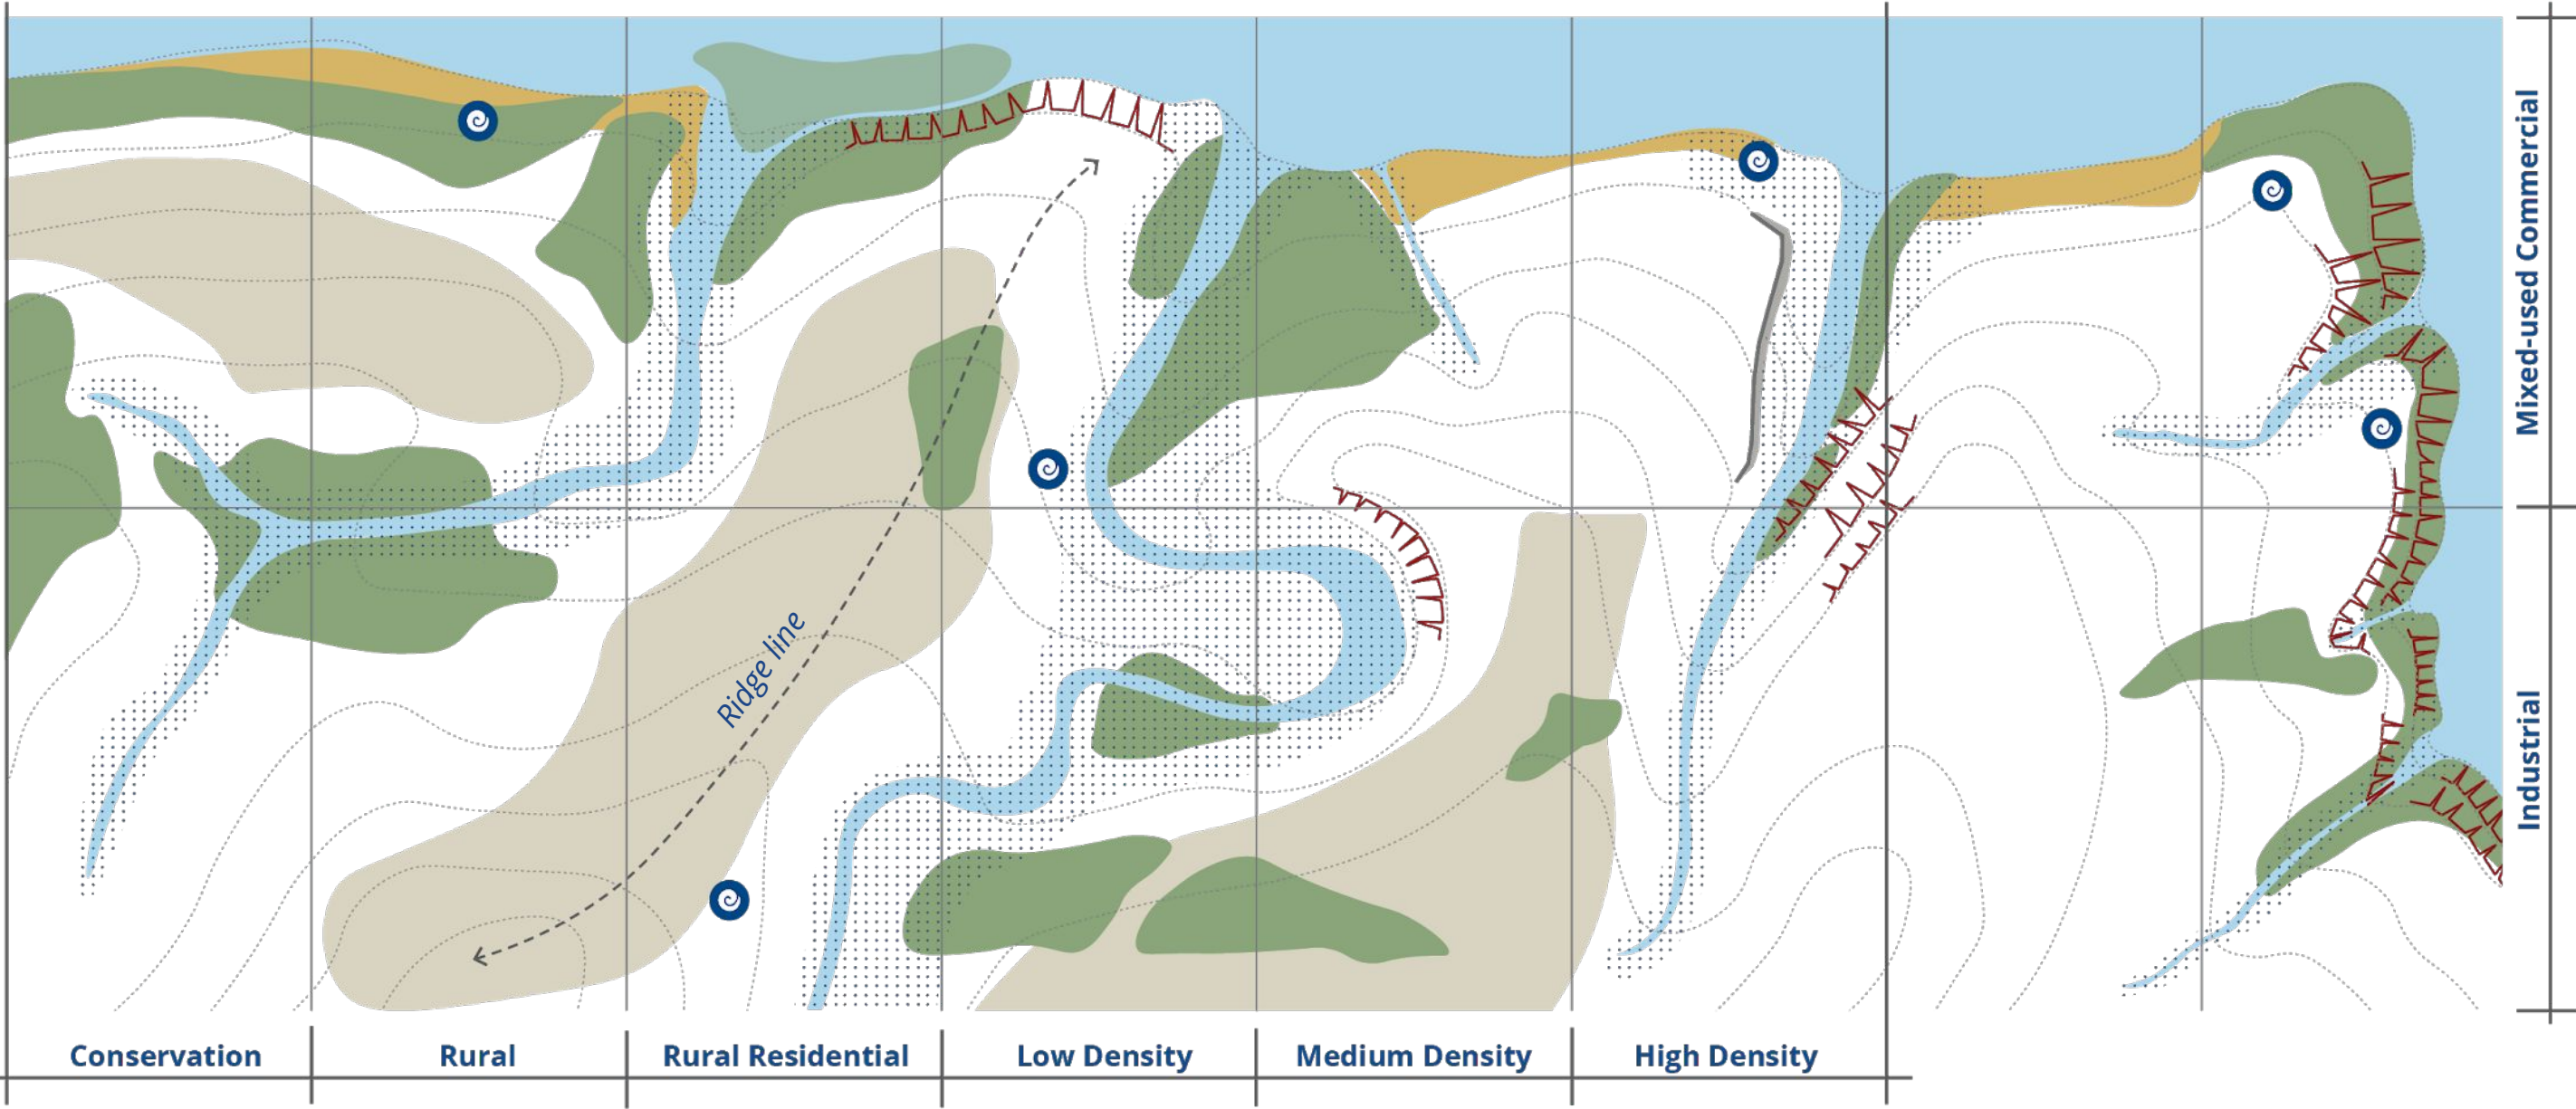 Mixed-used Commercial
Ridge line
Industrial
Conservation
Rural
Rural Residential
Low Density
Medium Density
High Density